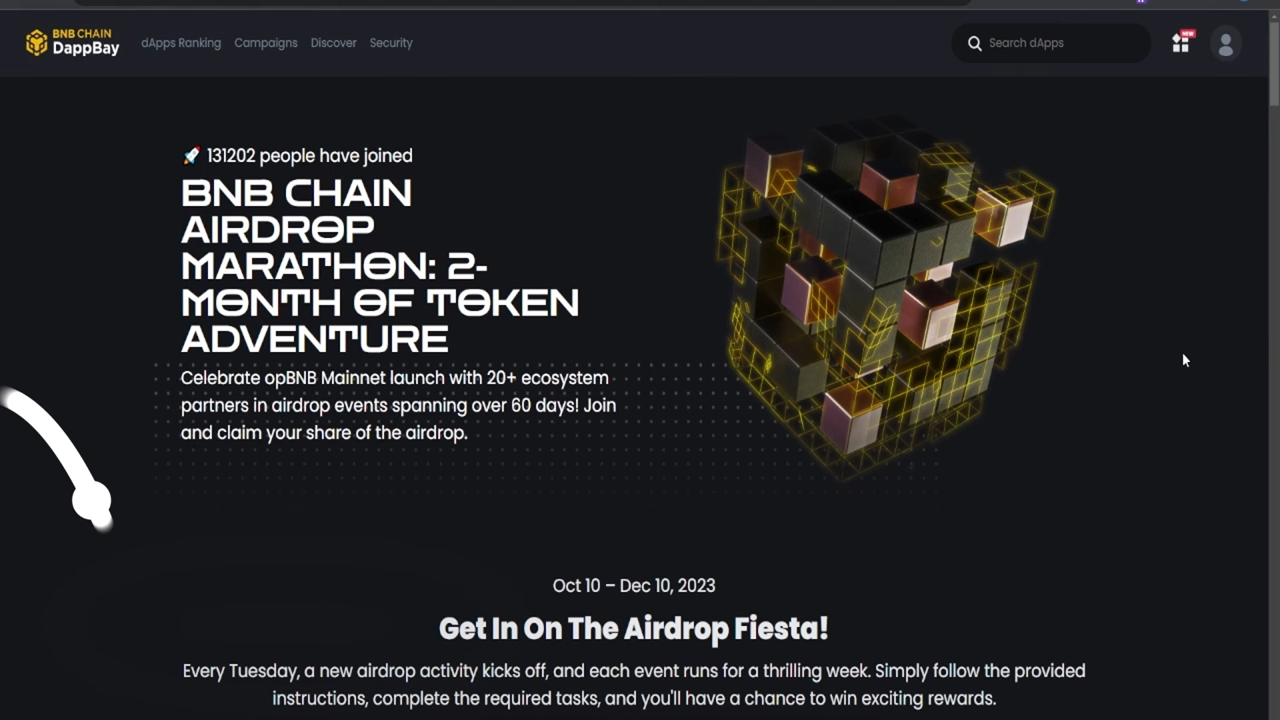 BNB CHAIN
DappBay
dApps Ranking Campaigns Discover Security
Search dApps
NEW
131202 people have joined
BNB CHAIN
AIRDROP
MARATHON: 2-
MONTH OF TOKEN
ADVENTURE
Celebrate opBNB Mainnet launch with 20+ ecosystem
partners in airdrop events spanning over 60 days! Join
and claim your share of the airdrop.
Oct 10 – Dec 10, 2023
Get In On The Airdrop Fiesta!
Every Tuesday, a new airdrop activity kicks off, and each event runs for a thrilling week. Simply follow the provided
instructions, complete the required tasks, and you'll have a chance to win exciting rewards.